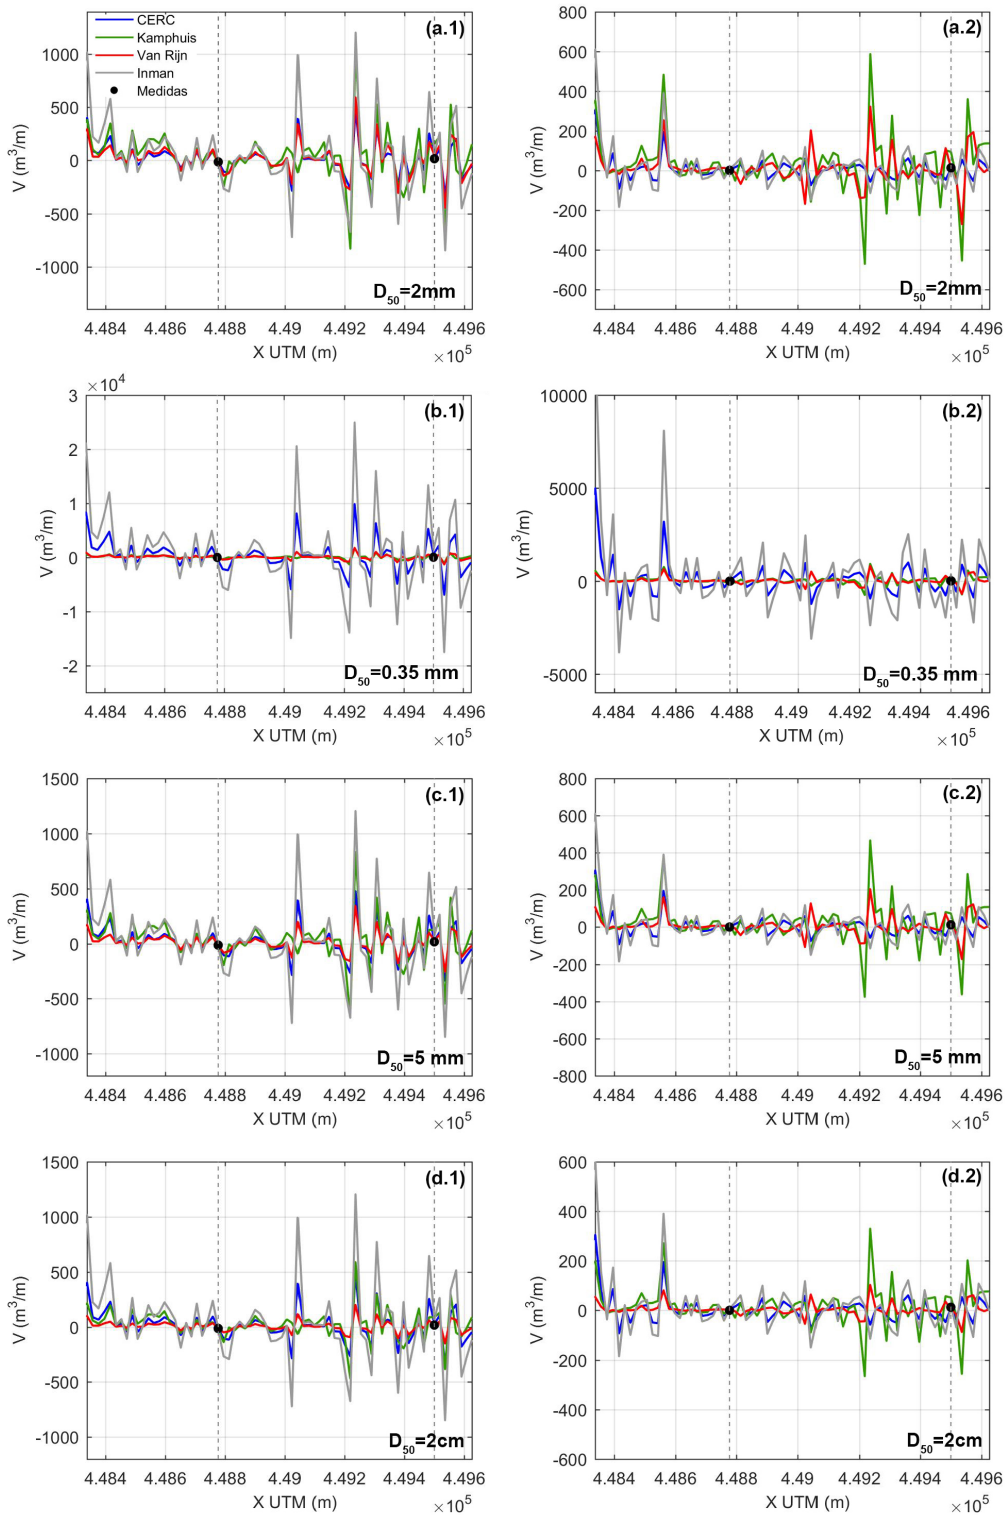 CERC
Kamphuis
Van Rijn
Inman
Medidas
(a.1)
1000
500
0
-500
-1000
V (m³/m)
D₅₀=2mm
4.484 4.486 4.488 4.49 4.492 4.494 4.496
X UTM (m)
×10⁵
(a.2)
800
600
400
200
0
-200
-400
-600
V (m³/m)
D₅₀=2mm
4.484 4.486 4.488 4.49 4.492 4.494 4.496
X UTM (m)
×10⁵
×10⁴
(b.1)
3
2
1
0
-1
-2
V (m³/m)
D₅₀=0.35 mm
4.484 4.486 4.488 4.49 4.492 4.494 4.496
X UTM (m)
×10⁵
(b.2)
10000
5000
0
-5000
V (m³/m)
D₅₀=0.35 mm
4.484 4.486 4.488 4.49 4.492 4.494 4.496
X UTM (m)
×10⁵
(c.1)
1500
1000
500
0
-500
-1000
V (m³/m)
D₅₀=5 mm
4.484 4.486 4.488 4.49 4.492 4.494 4.496
X UTM (m)
×10⁵
(c.2)
800
600
400
200
0
-200
-400
-600
-800
V (m³/m)
D₅₀=5 mm
4.484 4.486 4.488 4.49 4.492 4.494 4.496
X UTM (m)
×10⁵
(d.1)
1500
1000
500
0
-500
-1000
V (m³/m)
D₅₀=2cm
4.484 4.486 4.488 4.49 4.492 4.494 4.496
X UTM (m)
×10⁵
(d.2)
600
400
200
0
-200
-400
-600
V (m³/m)
D₅₀=2cm
4.484 4.486 4.488 4.49 4.492 4.494 4.496
X UTM (m)
×10⁵